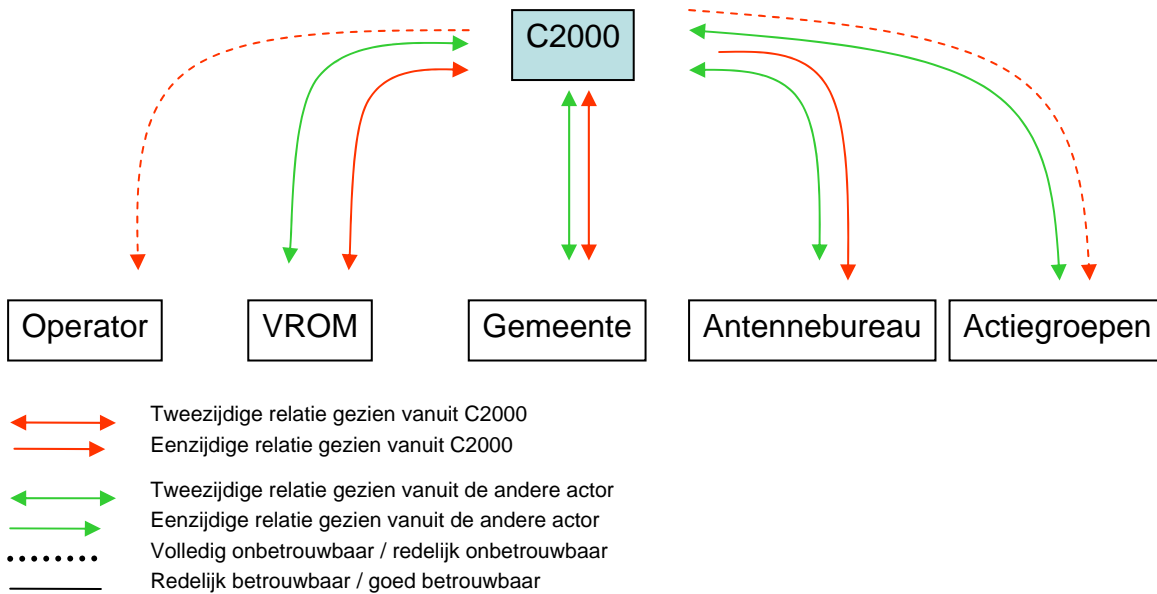 C2000
Operator
VROM
Gemeente
Antennebureau
Actiegroepen
Tweezijdige relatie gezien vanuit C2000
Eenzijdige relatie gezien vanuit C2000
Tweezijdige relatie gezien vanuit de andere actor
Eenzijdige relatie gezien vanuit de andere actor
Volledig onbetrouwbaar / redelijk onbetrouwbaar
Redelijk betrouwbaar / goed betrouwbaar